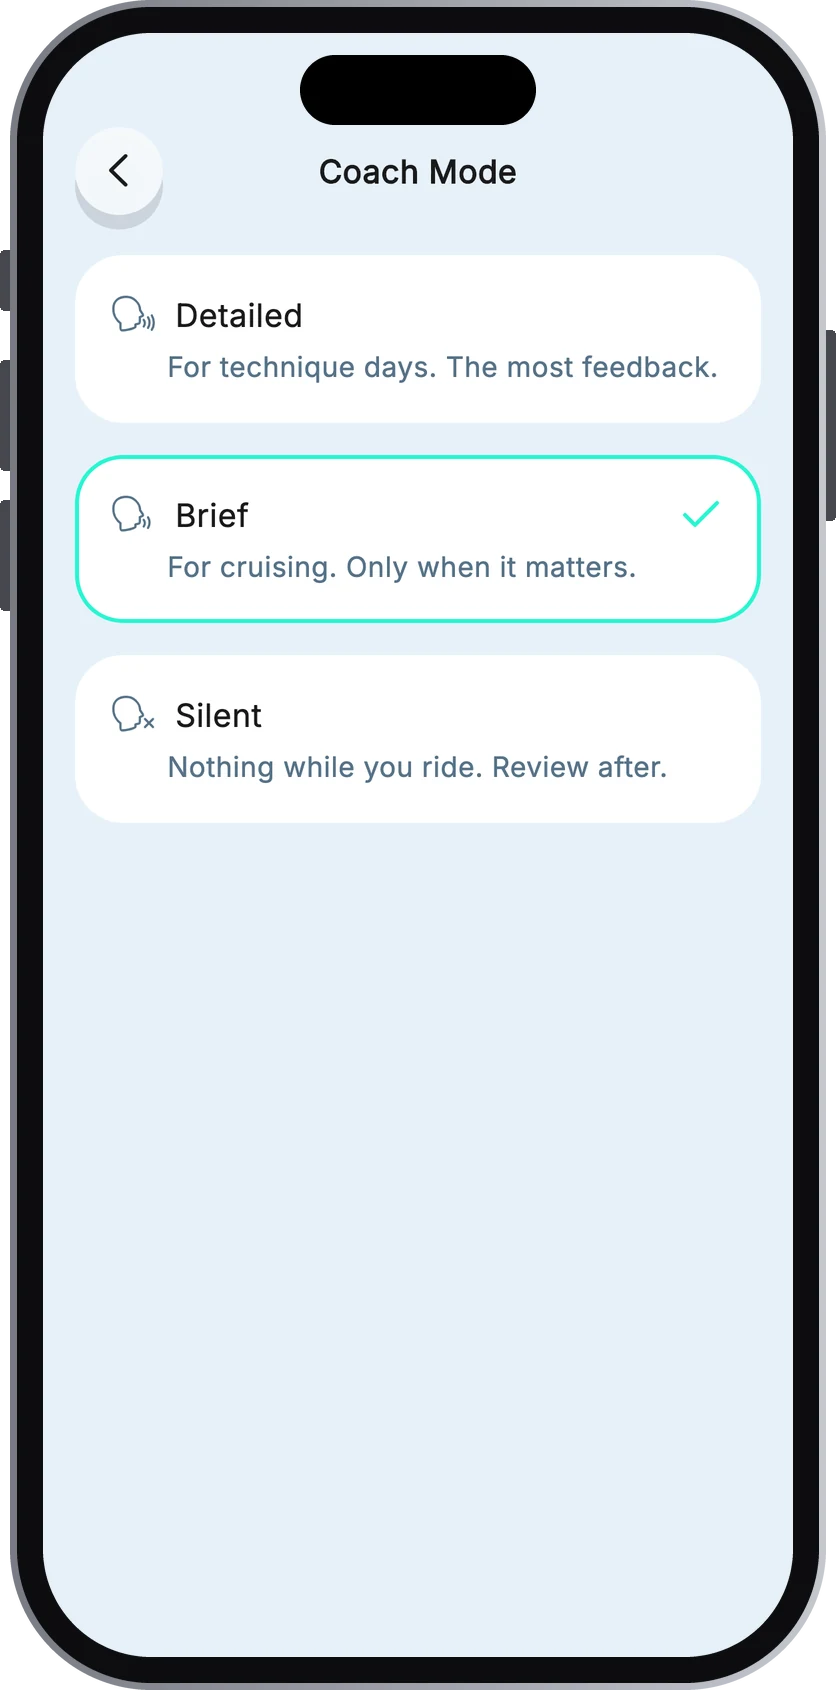 Coach Mode
Detailed
For technique days. The most feedback.
Brief
For cruising. Only when it matters.
Silent
Nothing while you ride. Review after.